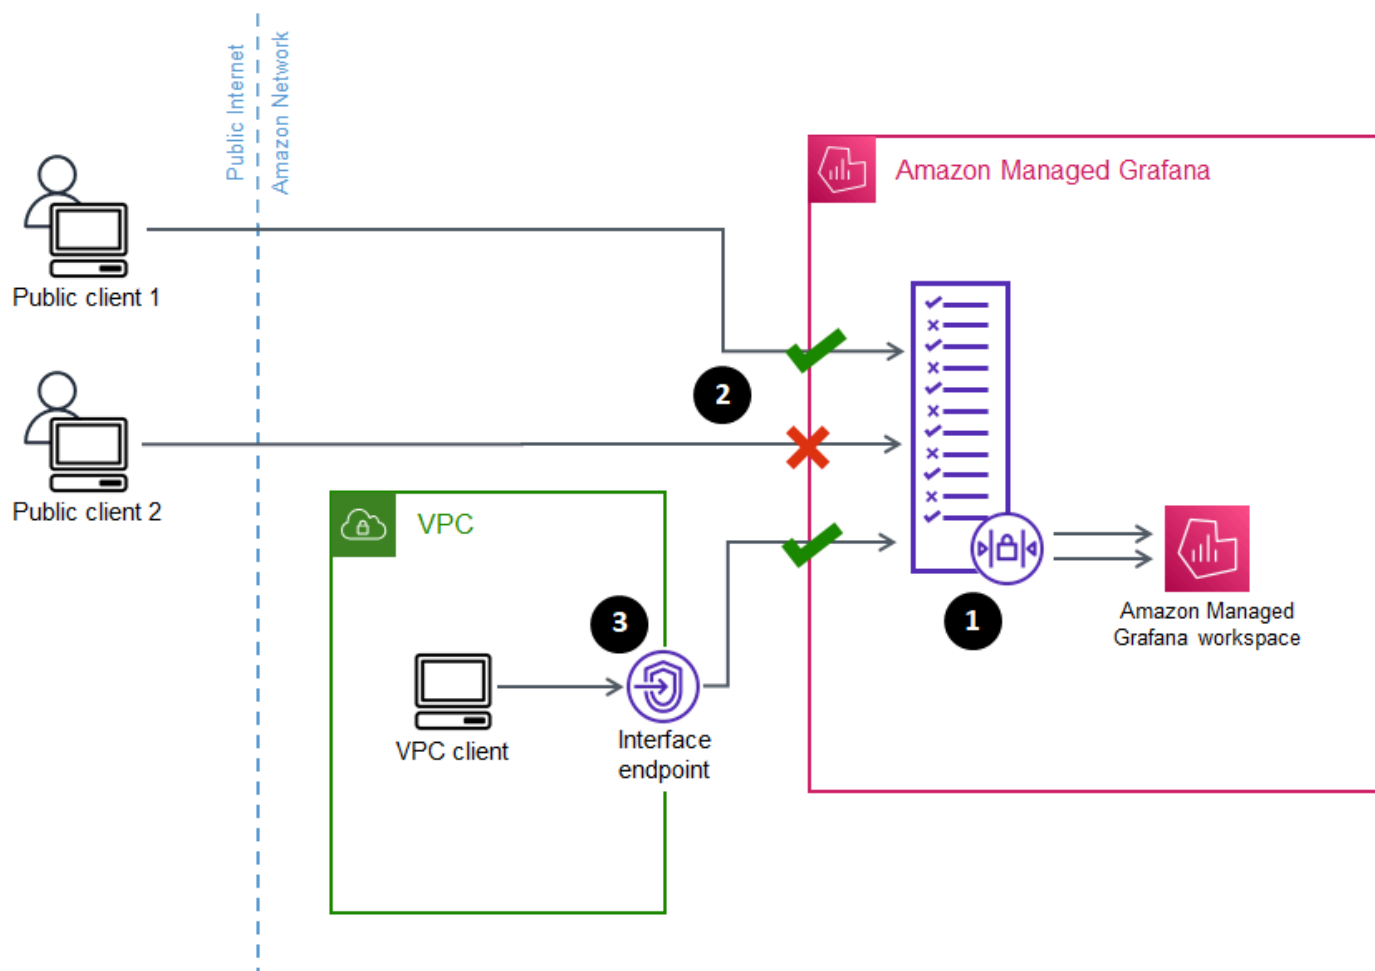 Public Internet
Amazon Network
Amazon Managed Grafana
Public client 1
2
Public client 2
VPC
3
1
Amazon Managed
Grafana workspace
VPC client
Interface
endpoint